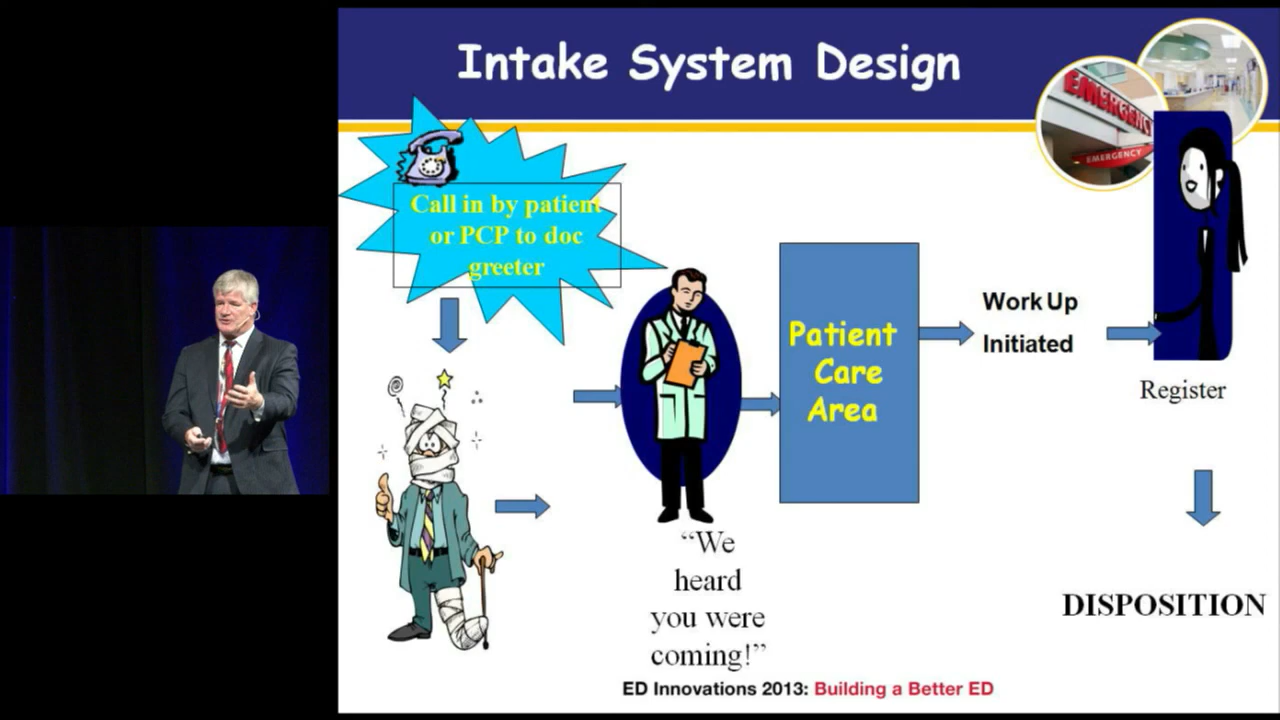 Intake System Design
EMERGENC
EMERGENCY
Call in by patient
or PCP to doc
greeter
Patient
Care
Area
Work Up
Initiated
Register
“We
heard
you were
coming!”
DISPOSITION
ED Innovations 2013: Building a Better ED